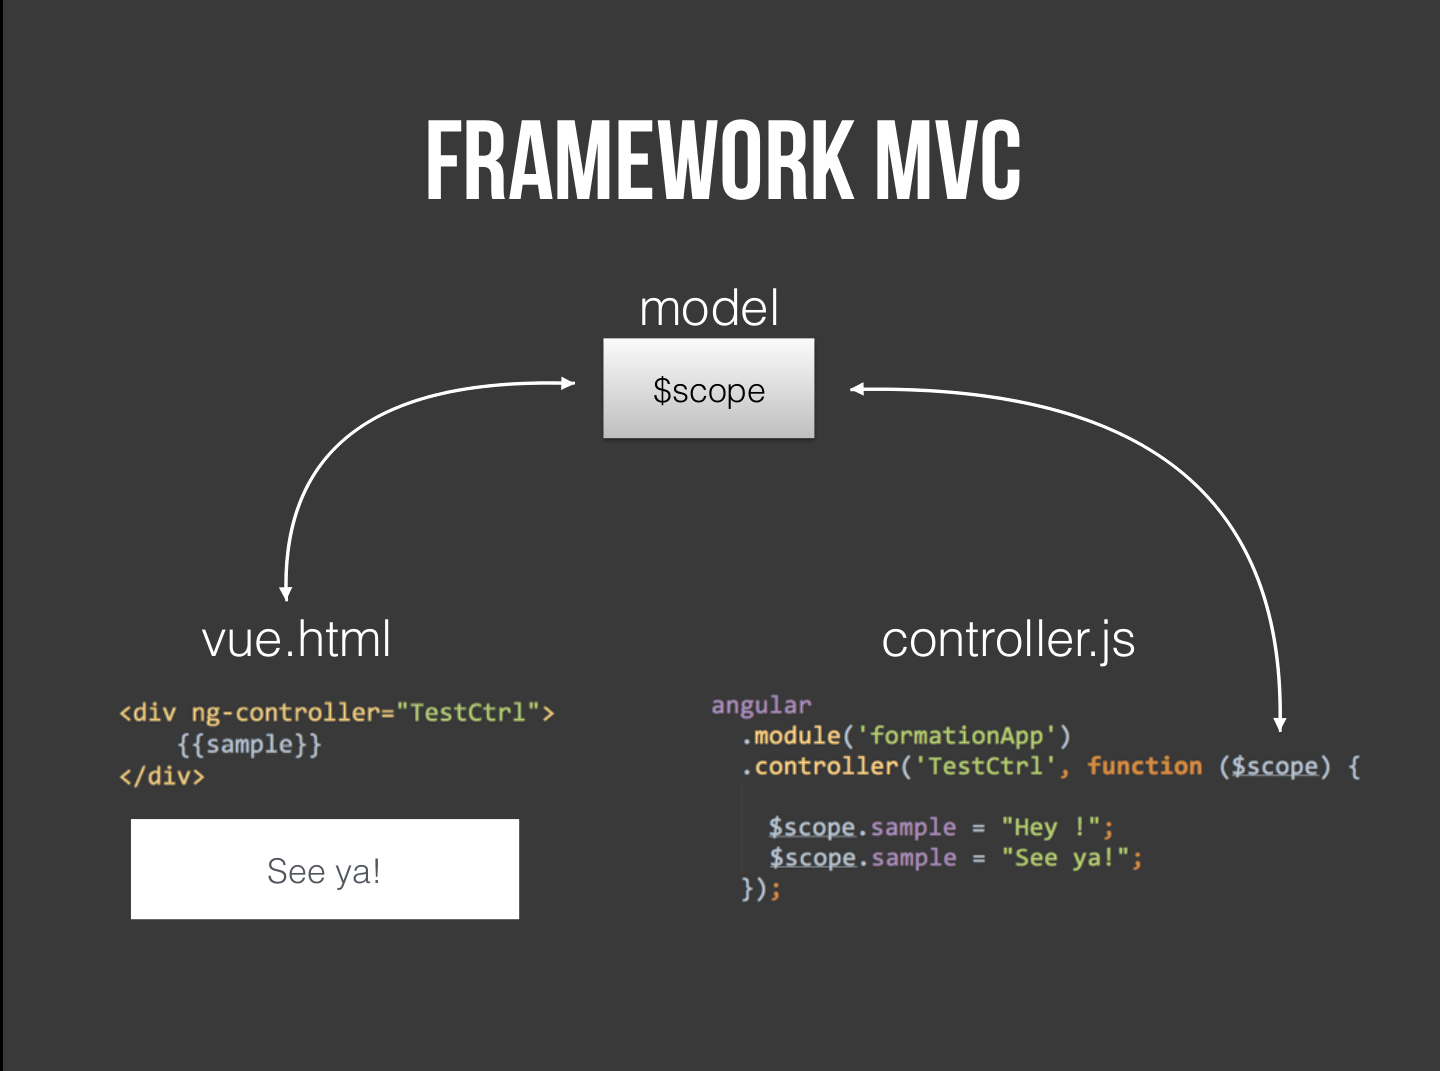 FRAMEWORK MVC
model
$scope
vue.html
<div ng-controller="TestCtrl">
{{sample}}
</div>
See ya!
controller.js
angular
.module('formationApp')
.controller('TestCtrl', function ($scope) {
$scope.sample = "Hey !";
$scope.sample = "See ya!";
});